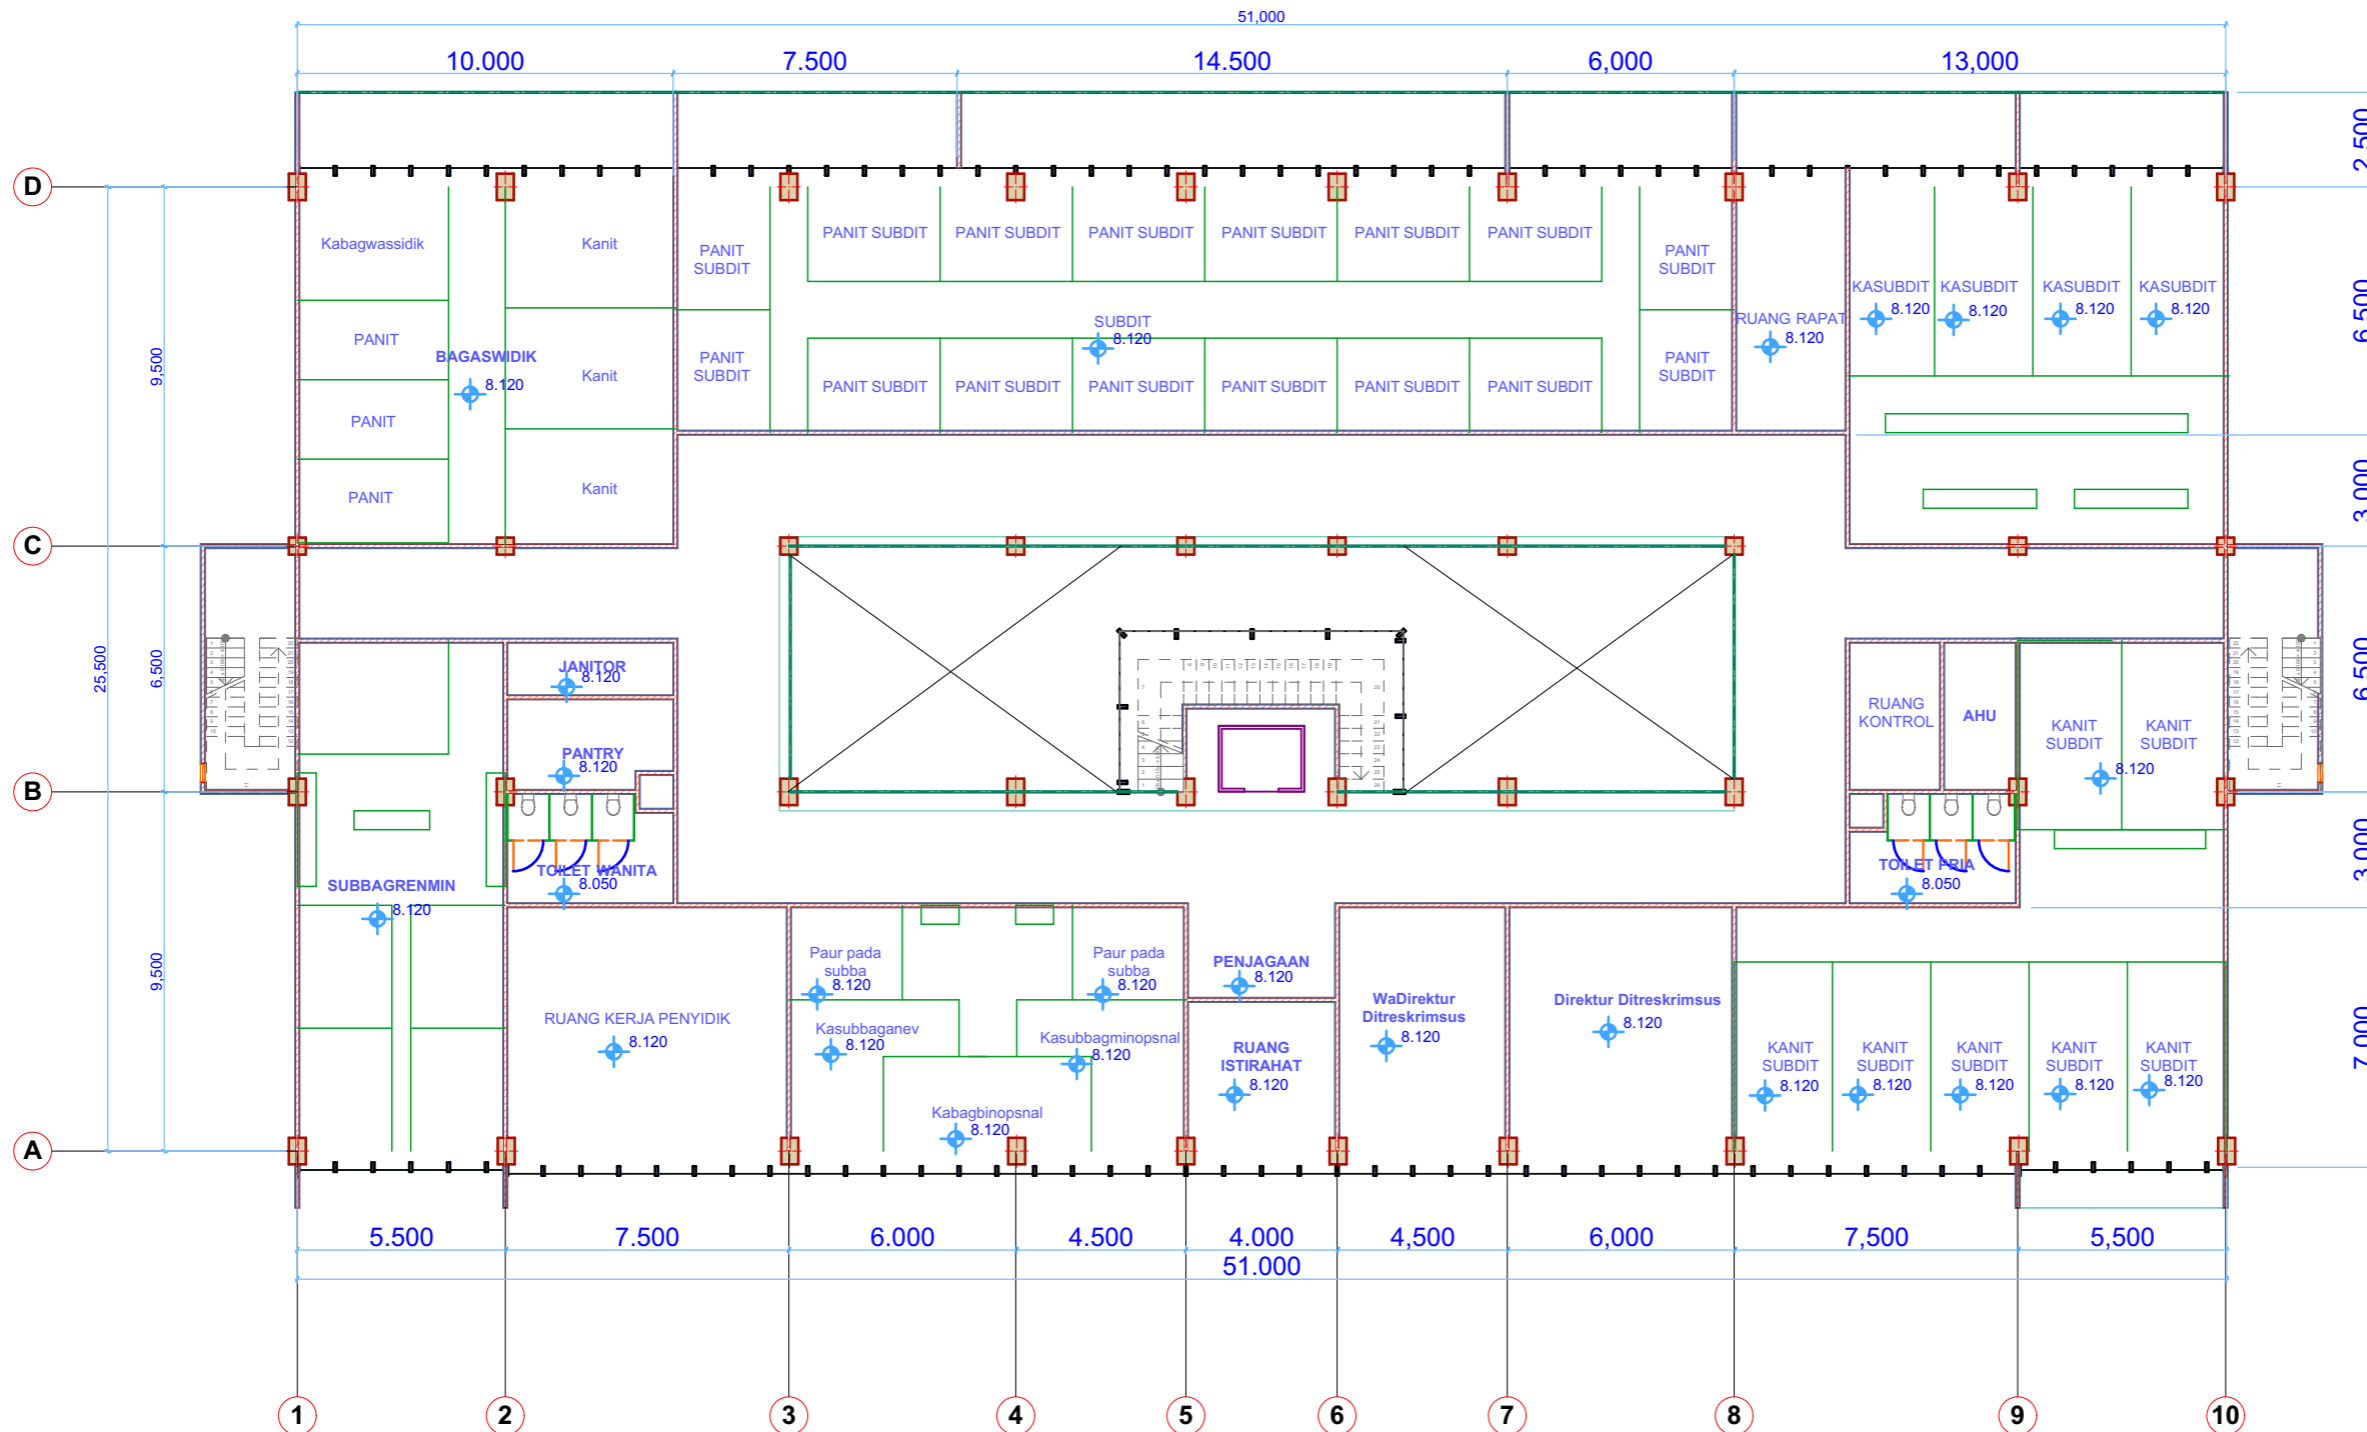 51,000
10.000 7.500 14.500 6,000 13,000
2,500
D
Kabagwassidik Kanit
PANIT
SUBDIT
PANIT SUBDIT PANIT SUBDIT PANIT SUBDIT PANIT SUBDIT PANIT SUBDIT PANIT SUBDIT
PANIT
SUBDIT
KASUBDIT KASUBDIT KASUBDIT KASUBDIT
8.120 8.120 8.120 8.120
6,500
9,500
PANIT
BAGASWIDIK
8.120
Kanit
SUBDIT
8.120
RUANG RAPAT
8.120
PANIT
SUBDIT
PANIT SUBDIT PANIT SUBDIT PANIT SUBDIT PANIT SUBDIT PANIT SUBDIT PANIT SUBDIT
PANIT
SUBDIT
PANIT
PANIT
Kanit
3,000
C
25,500
6,500
JANITOR
8.120
PANTRY
8.120
RUANG
KONTROL
AHU
KANIT
SUBDIT
KANIT
SUBDIT
8.120
6,500
B
TOILET WANITA
8.050
TOILET PRIA
8.050
3,000
SUBBAGRENMIN
8.120
9,500
RUANG KERJA PENYIDIK
8.120
Paur pada
subba
8.120
Paur pada
subba
8.120
Kasubbaganev
8.120
Kasubbagminopsnal
8.120
Kabagbinopsnal
8.120
PENJAGAAN
8.120
RUANG
ISTIRAHAT
8.120
WaDirektur
Ditreskrimsus
8.120
Direktur Ditreskrimsus
8.120
KANIT
SUBDIT
8.120
KANIT
SUBDIT
8.120
KANIT
SUBDIT
8.120
KANIT
SUBDIT
8.120
KANIT
SUBDIT
8.120
7,000
A
5.500 7.500 6.000 4.500 4.000 4,500 6,000 7,500 5,500
51.000
1 2 3 4 5 6 7 8 9 10